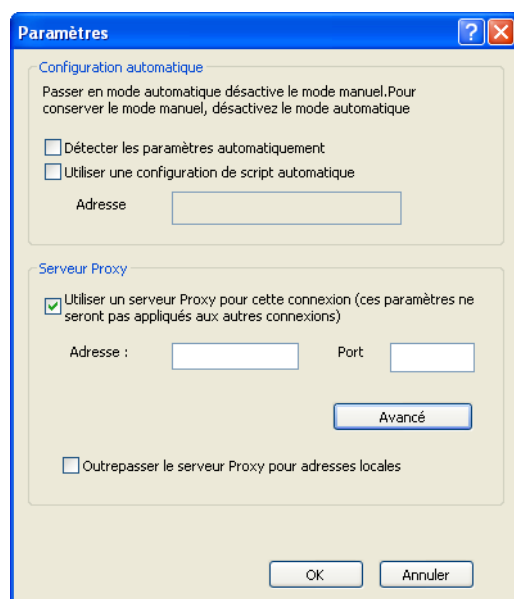 Paramètres
Configuration automatique
Passer en mode automatique désactive le mode manuel.Pour
conserver le mode manuel, désactivez le mode automatique
Détecter les paramètres automatiquement
Utiliser une configuration de script automatique
Adresse
Serveur Proxy
Utiliser un serveur Proxy pour cette connexion (ces paramètres ne
seront pas appliqués aux autres connexions)
Adresse : Port
Avancé
Outrepasser le serveur Proxy pour adresses locales
OK Annuler